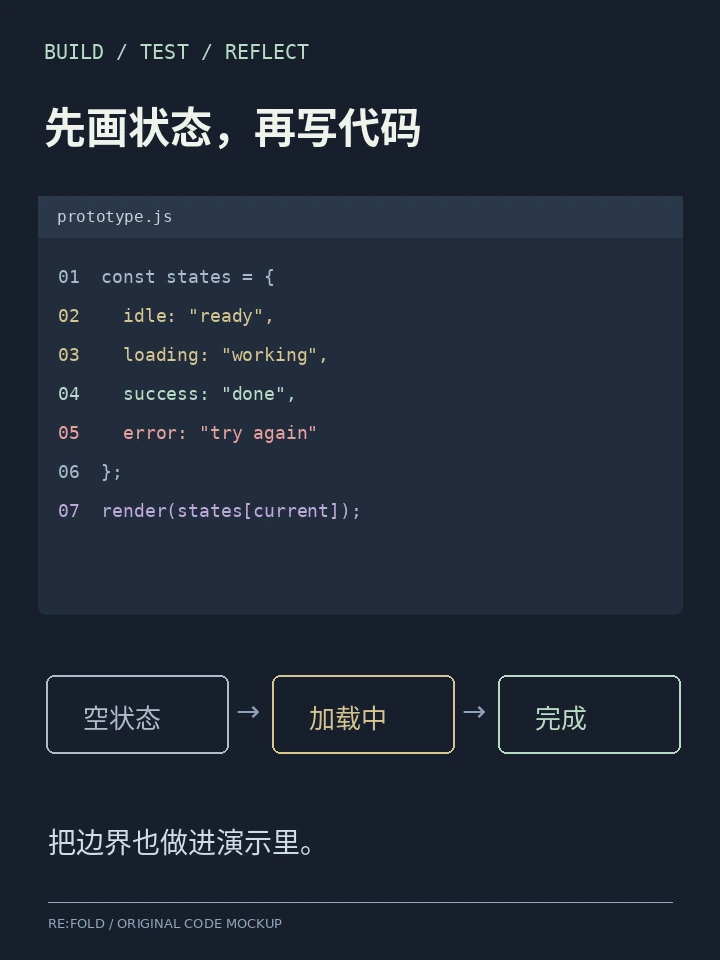 BUILD / TEST / REFLECT
先画状态，再写代码
prototype.js
01  const states = {
02    idle: "ready",
03    loading: "working",
04    success: "done",
05    error: "try again"
06  };
07  render(states[current]);
空状态 → 加载中 → 完成
把边界也做进演示里。
RE:FOLD / ORIGINAL CODE MOCKUP